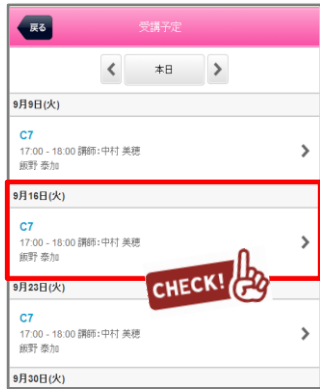 戻る
受講予定
本日
9月9日(火)
C7
17:00 - 18:00 講師:中村 美穂
飯野 泰加
9月16日(火)
C7
17:00 - 18:00 講師:中村 美穂
飯野 泰加
CHECK!
9月23日(火)
C7
17:00 - 18:00 講師:中村 美穂
飯野 泰加
9月30日(火)